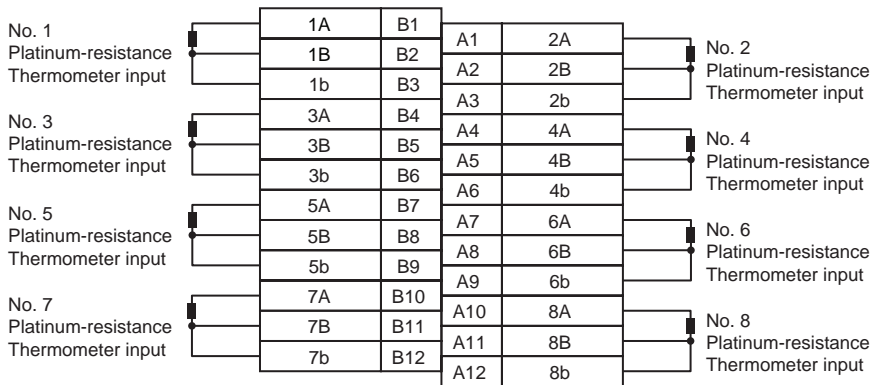 No. 1
Platinum-resistance
Thermometer input
No. 3
Platinum-resistance
Thermometer input
No. 5
Platinum-resistance
Thermometer input
No. 7
Platinum-resistance
Thermometer input
1A B1
1B B2
1b B3
3A B4
3B B5
3b B6
5A B7
5B B8
5b B9
7A B10
7B B11
7b B12
A1 2A
A2 2B
A3 2b
A4 4A
A5 4B
A6 4b
A7 6A
A8 6B
A9 6b
A10 8A
A11 8B
A12 8b
No. 2
Platinum-resistance
Thermometer input
No. 4
Platinum-resistance
Thermometer input
No. 6
Platinum-resistance
Thermometer input
No. 8
Platinum-resistance
Thermometer input